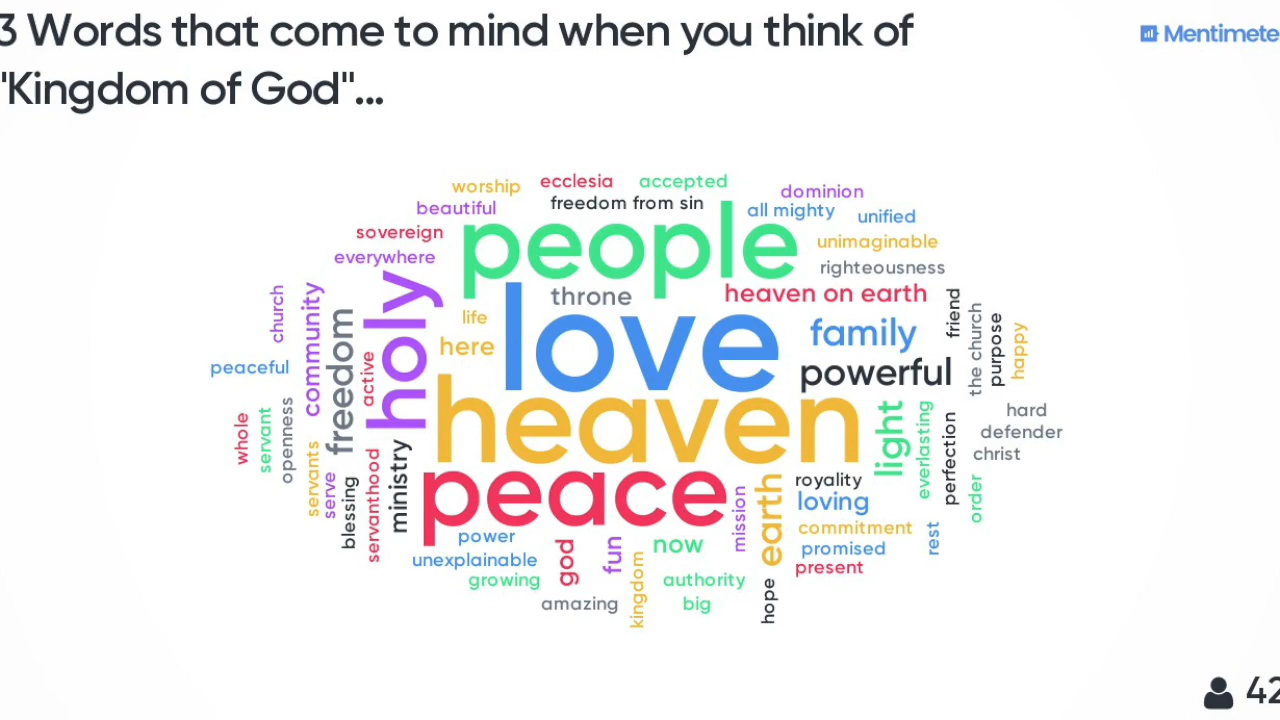 3 Words that come to mind when you think of
"Kingdom of God"...
Mentimete
worship
ecclesia
accepted
dominion
beautiful
freedom from sin
all mighty
unified
sovereign
people
unimaginable
everywhere
righteousness
holy
throne
heaven on earth
church
community
freedom
life
love
family
friend
the church
purpose
happy
here
powerful
peaceful
active
heaven
light
everlasting
perfection
hard
defender
christ
whole
servant
openness
servants
serve
blessing
servanthood
ministry
peace
mission
earth
royality
loving
order
commitment
rest
power
promised
unexplainable
god
fun
now
present
growing
kingdom
authority
hope
amazing
big
42